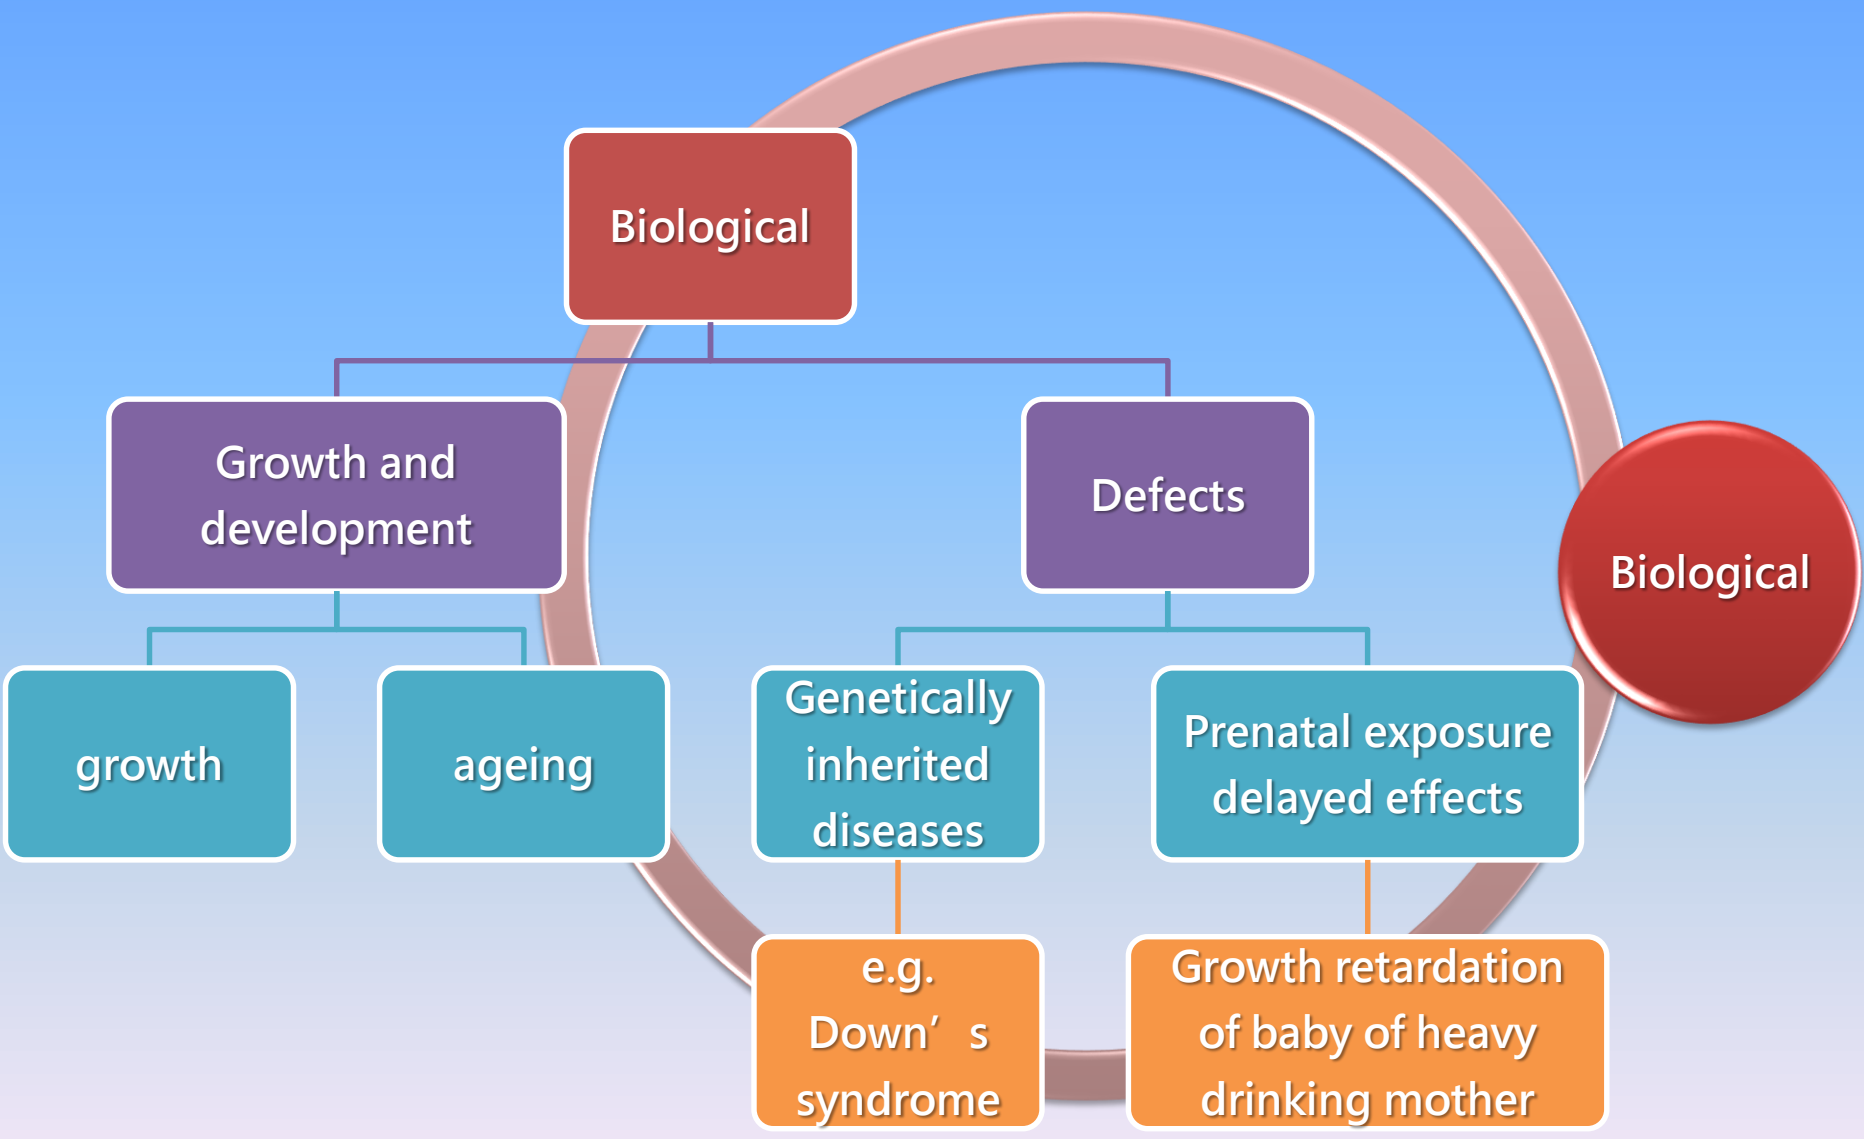 Biological
Growth and
development
Defects
Biological
growth
ageing
Genetically
inherited
diseases
Prenatal exposure
delayed effects
e.g.
Down’ s
syndrome
Growth retardation
of baby of heavy
drinking mother